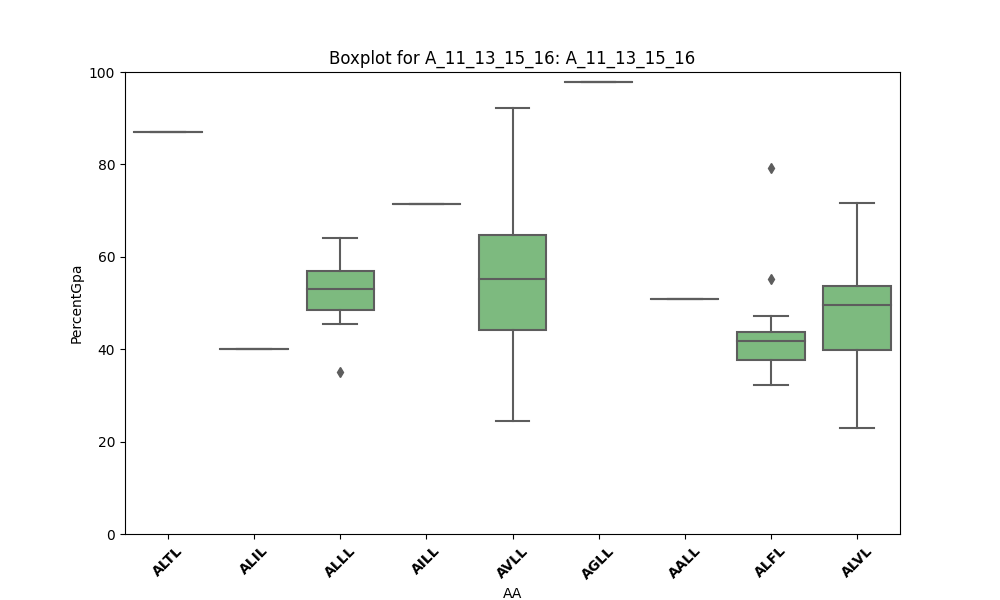 Boxplot for A_11_13_15_16: A_11_13_15_16
100
80
60
40
20
0
PercentGpa
ALTL
ALIL
ALLL
AILL
AVLL
AGLL
AALL
ALFL
ALVL
AA